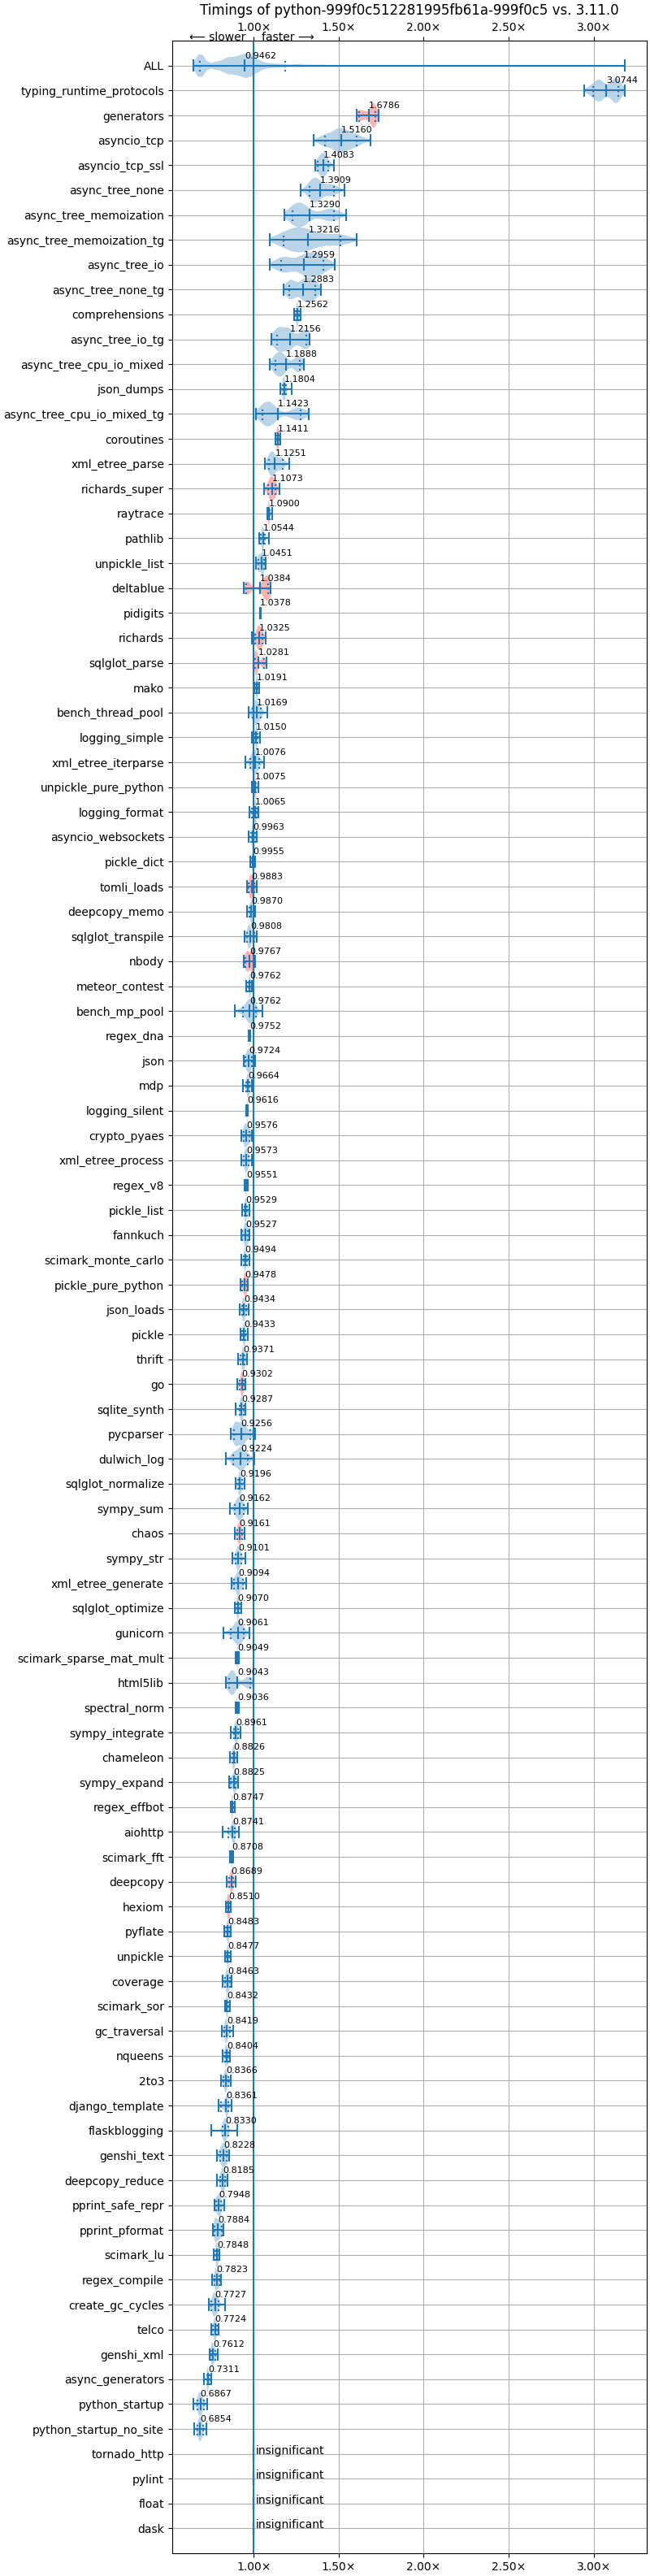 Timings of python-999f0c512281995fb61a-999f0c5 vs. 3.11.0
1.00× 1.50× 2.00× 2.50× 3.00×
⟵ slower faster ⟶
ALL 0.9462
typing_runtime_protocols 3.0744
generators 1.6786
asyncio_tcp 1.5160
asyncio_tcp_ssl 1.4083
async_tree_none 1.3909
async_tree_memoization 1.3290
async_tree_memoization_tg 1.3216
async_tree_io 1.2959
async_tree_none_tg 1.2883
comprehensions 1.2562
async_tree_io_tg 1.2156
async_tree_cpu_io_mixed 1.1888
json_dumps 1.1804
async_tree_cpu_io_mixed_tg 1.1423
coroutines 1.1411
xml_etree_parse 1.1251
richards_super 1.1073
raytrace 1.0900
pathlib 1.0544
unpickle_list 1.0451
deltablue 1.0384
pidigits 1.0378
richards 1.0325
sqlglot_parse 1.0281
mako 1.0191
bench_thread_pool 1.0169
logging_simple 1.0150
xml_etree_iterparse 1.0076
unpickle_pure_python 1.0075
logging_format 1.0065
asyncio_websockets 0.9963
pickle_dict 0.9955
tomli_loads 0.9883
deepcopy_memo 0.9870
sqlglot_transpile 0.9808
nbody 0.9767
meteor_contest 0.9762
bench_mp_pool 0.9762
regex_dna 0.9752
json 0.9724
mdp 0.9664
logging_silent 0.9616
crypto_pyaes 0.9576
xml_etree_process 0.9573
regex_v8 0.9551
pickle_list 0.9529
fannkuch 0.9527
scimark_monte_carlo 0.9494
pickle_pure_python 0.9478
json_loads 0.9434
pickle 0.9433
thrift 0.9371
go 0.9302
sqlite_synth 0.9287
pycparser 0.9256
dulwich_log 0.9224
sqlglot_normalize 0.9196
sympy_sum 0.9162
chaos 0.9161
sympy_str 0.9101
xml_etree_generate 0.9094
sqlglot_optimize 0.9070
gunicorn 0.9061
scimark_sparse_mat_mult 0.9049
html5lib 0.9043
spectral_norm 0.9036
sympy_integrate 0.8961
chameleon 0.8826
sympy_expand 0.8825
regex_effbot 0.8747
aiohttp 0.8741
scimark_fft 0.8708
deepcopy 0.8689
hexiom 0.8510
pyflate 0.8483
unpickle 0.8477
coverage 0.8463
scimark_sor 0.8432
gc_traversal 0.8419
nqueens 0.8404
2to3 0.8366
django_template 0.8361
flaskblogging 0.8330
genshi_text 0.8228
deepcopy_reduce 0.8185
pprint_safe_repr 0.7948
pprint_pformat 0.7884
scimark_lu 0.7848
regex_compile 0.7823
create_gc_cycles 0.7727
telco 0.7724
genshi_xml 0.7612
async_generators 0.7311
python_startup 0.6867
python_startup_no_site 0.6854
tornado_http insignificant
pylint insignificant
float insignificant
dask insignificant
1.00× 1.50× 2.00× 2.50× 3.00×